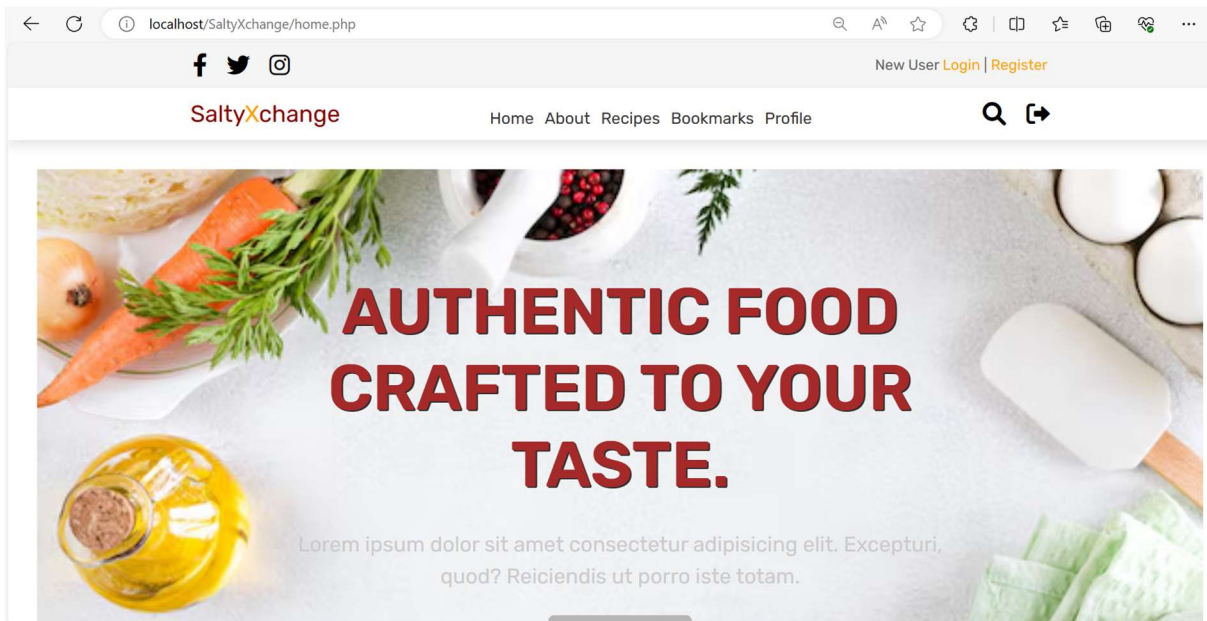 localhost/SaltyXchange/home.php
New User Login | Register
SaltyXchange
Home About Recipes Bookmarks Profile
AUTHENTIC FOOD
CRAFTED TO YOUR
TASTE.
Lorem ipsum dolor sit amet consectetur adipisicing elit. Excepturi,
quod? Reiciendis ut porro iste totam.